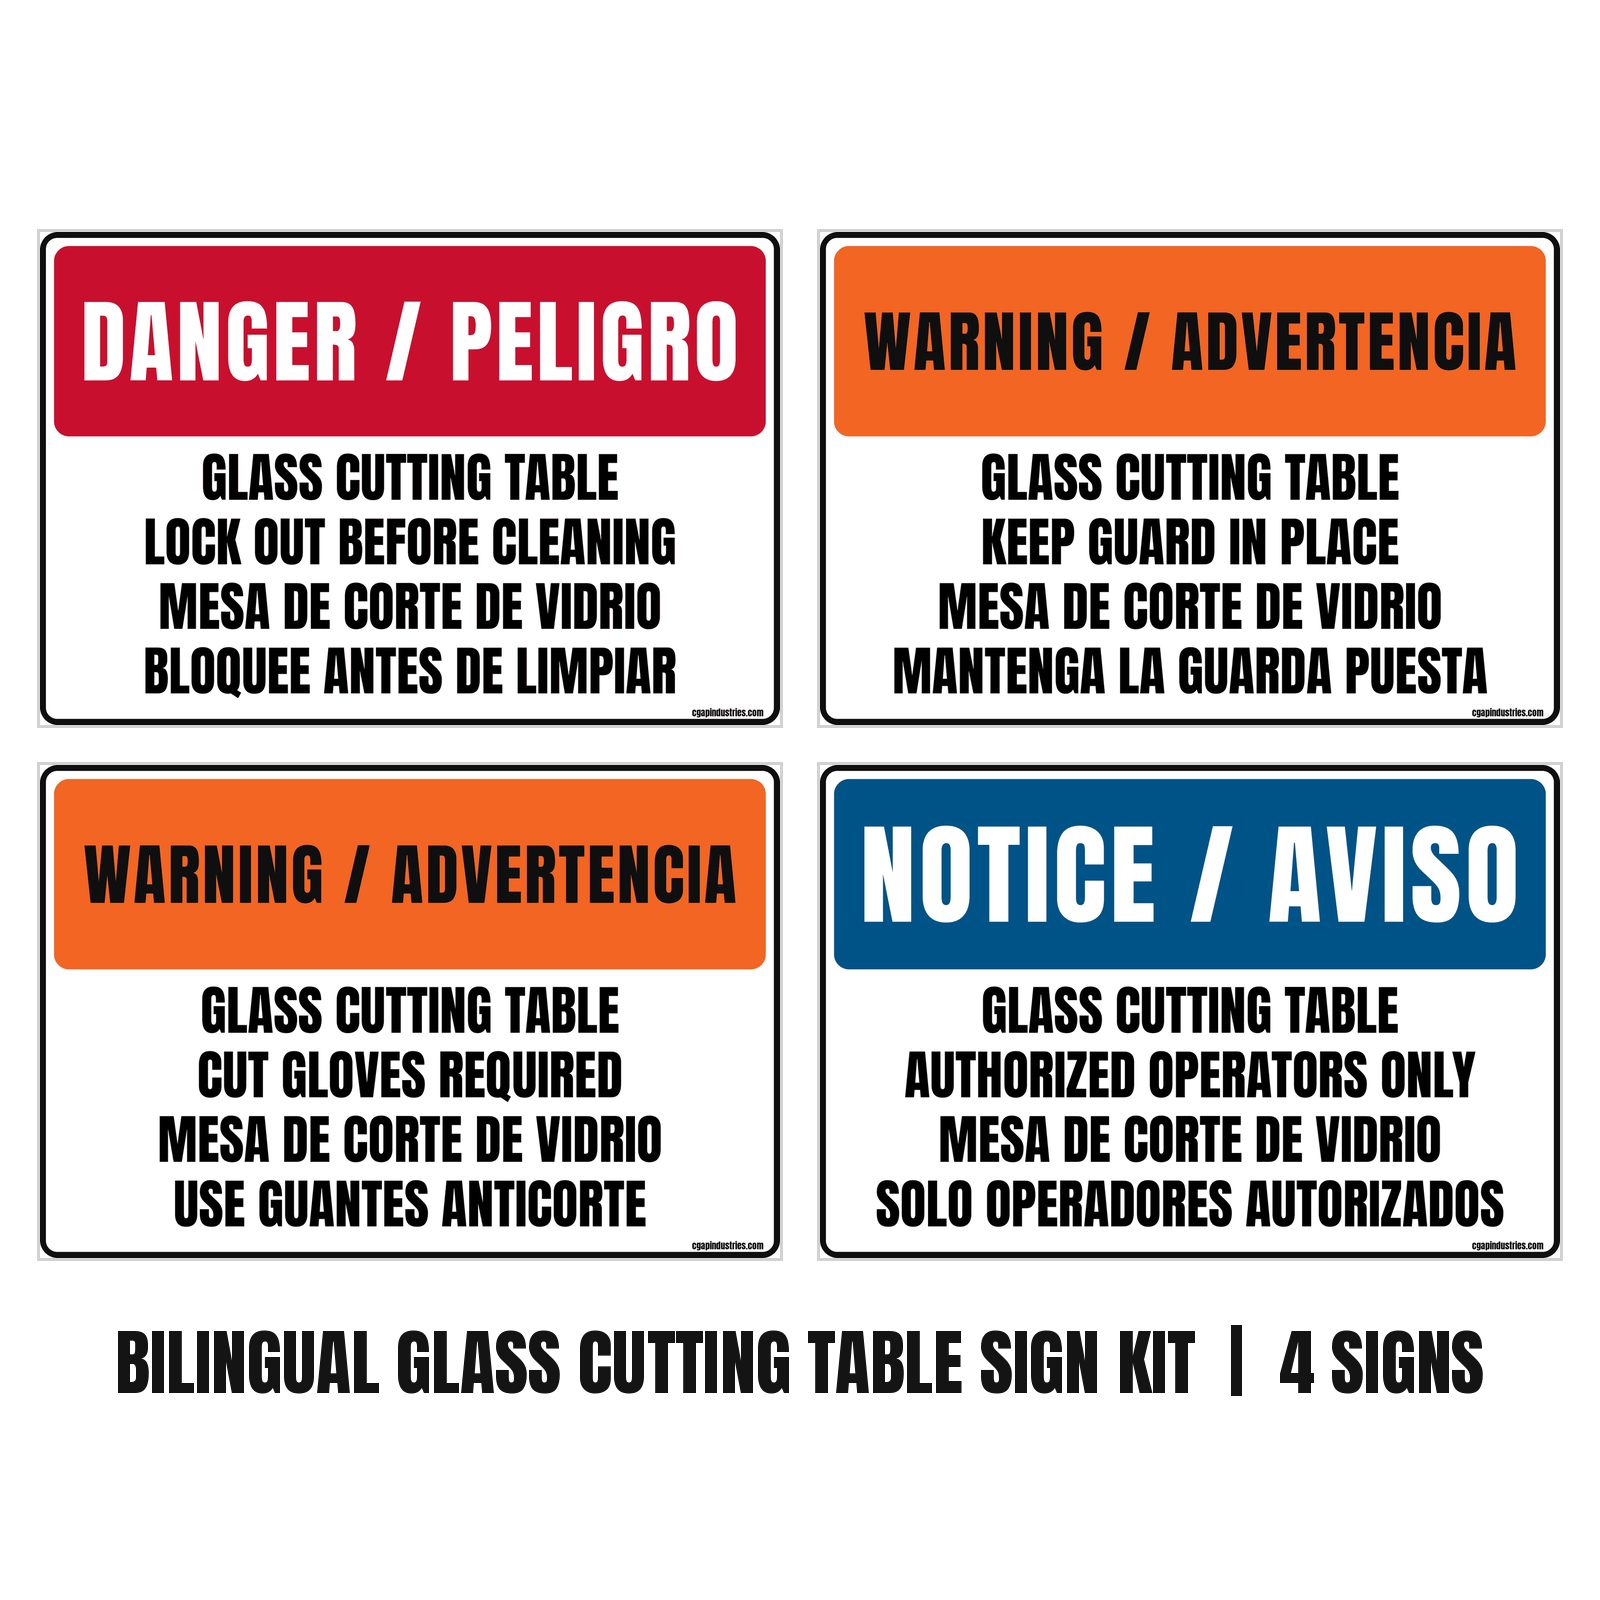 DANGER / PELIGRO
GLASS CUTTING TABLE
LOCK OUT BEFORE CLEANING
MESA DE CORTE DE VIDRIO
BLOQUEE ANTES DE LIMPIAR
cgapindustries.com
WARNING / ADVERTENCIA
GLASS CUTTING TABLE
KEEP GUARD IN PLACE
MESA DE CORTE DE VIDRIO
MANTENGA LA GUARDA PUESTA
cgapindustries.com
WARNING / ADVERTENCIA
GLASS CUTTING TABLE
CUT GLOVES REQUIRED
MESA DE CORTE DE VIDRIO
USE GUANTES ANTICORTE
cgapindustries.com
NOTICE / AVISO
GLASS CUTTING TABLE
AUTHORIZED OPERATORS ONLY
MESA DE CORTE DE VIDRIO
SOLO OPERADORES AUTORIZADOS
cgapindustries.com
BILINGUAL GLASS CUTTING TABLE SIGN KIT | 4 SIGNS